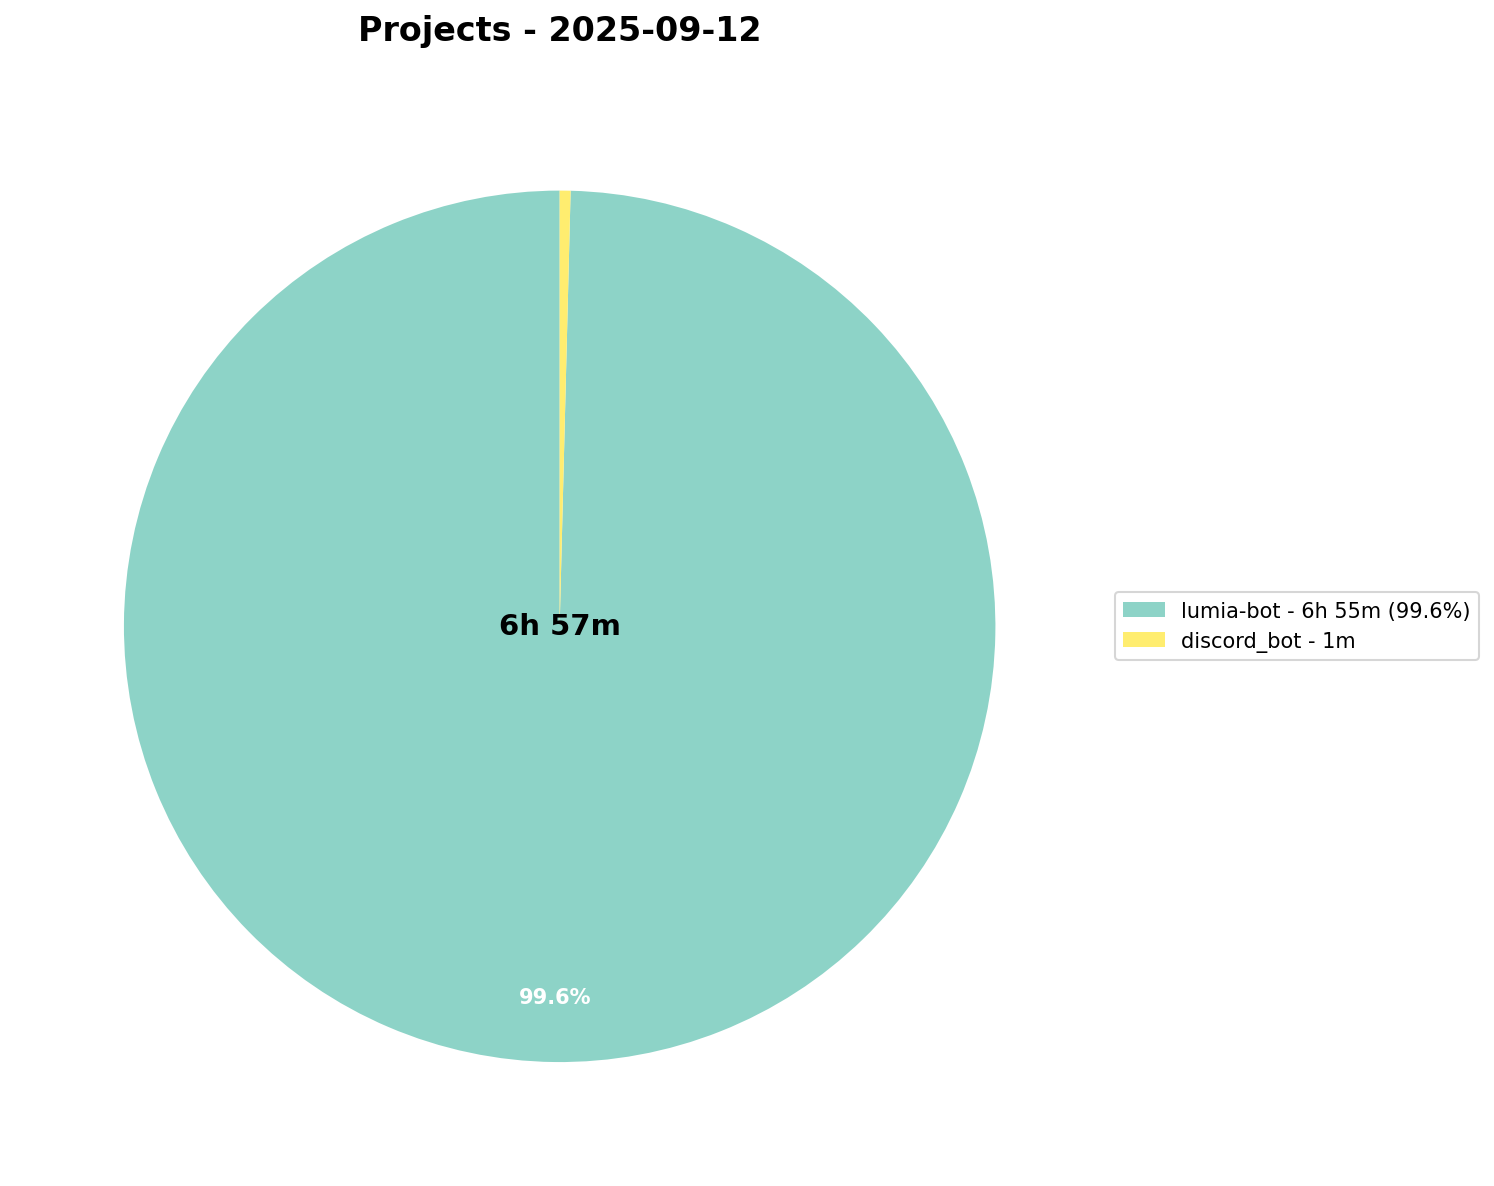 Projects - 2025-09-12
6h 57m
99.6%
lumia-bot - 6h 55m (99.6%)
discord_bot - 1m